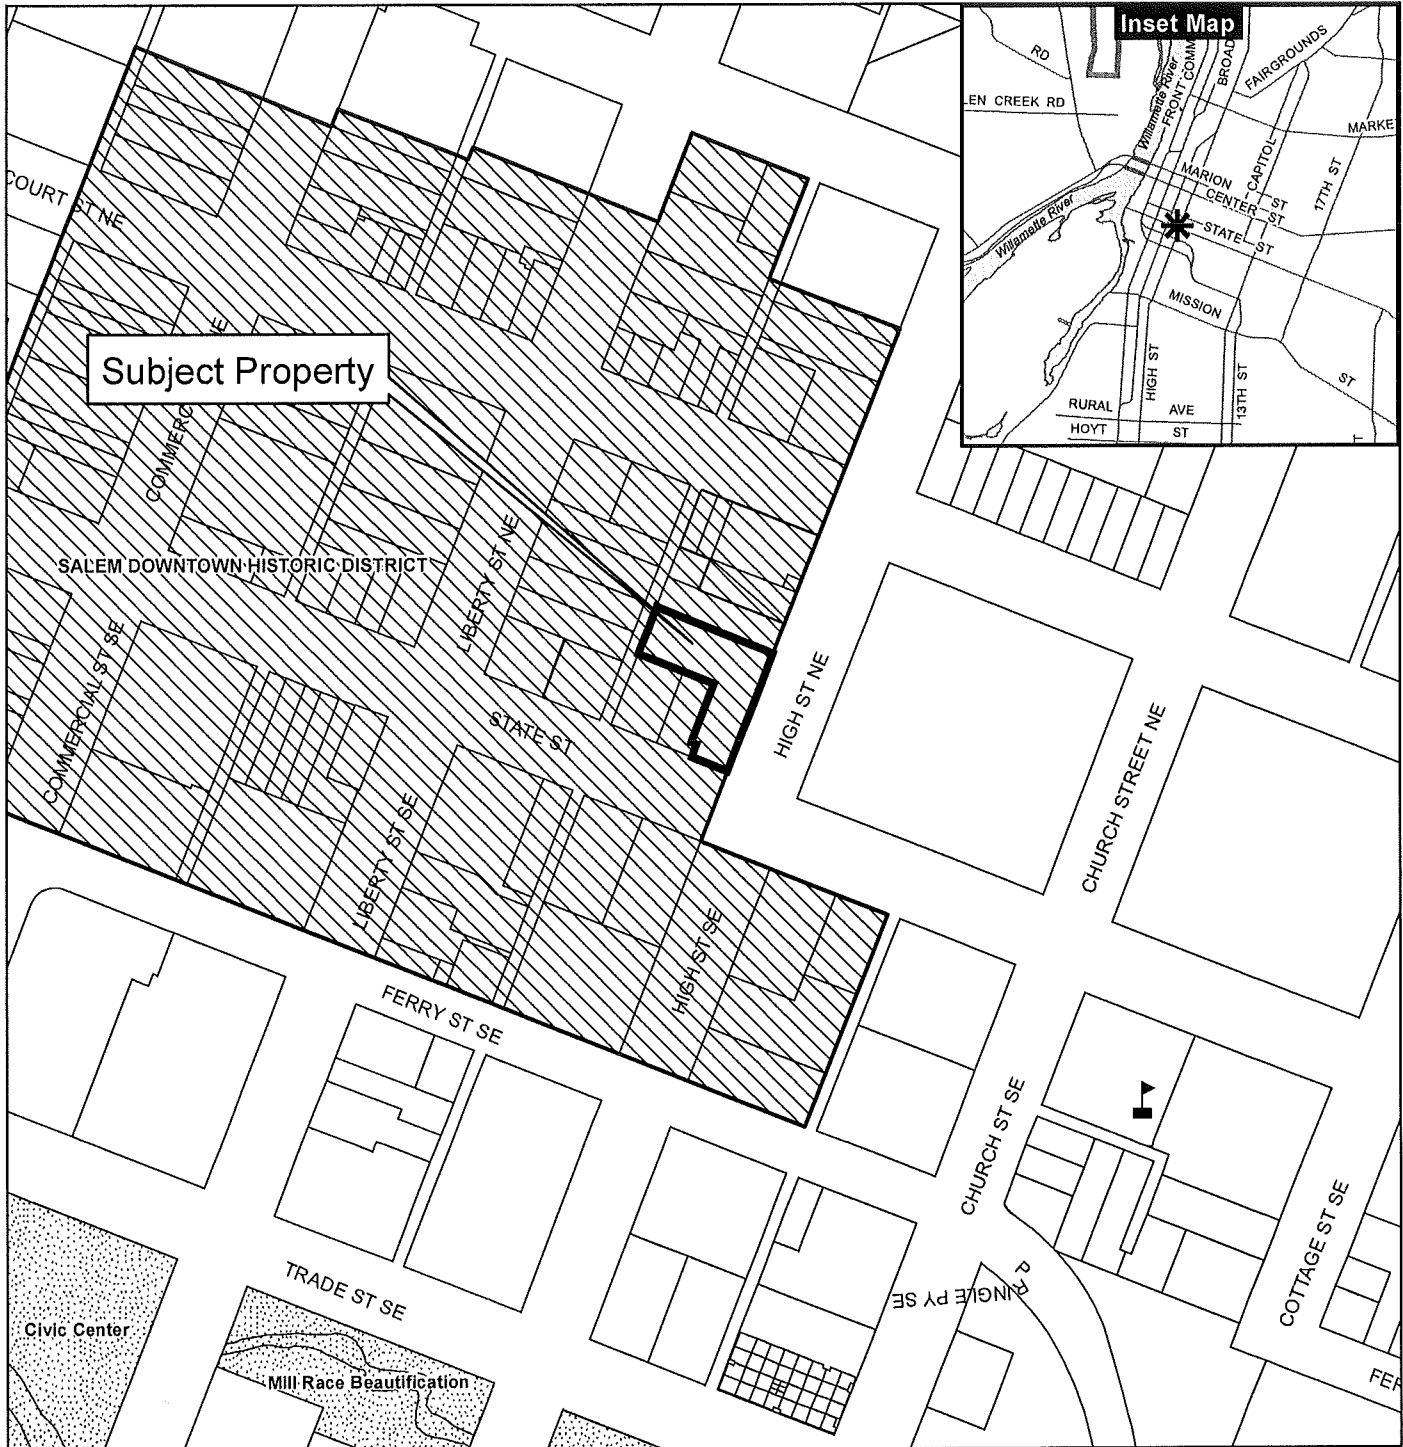 Inset Map
RD
LEN CREEK RD
Willamette River
FRONT
COMM
BROAD
FAIRGROUNDS
MARKE
CAPITOL
17TH ST
MARION ST
CENTER ST
STATE ST
Willamette River
MISSION
ST
HIGH ST
13TH ST
RURAL AVE
HOYT ST
T
COURT ST NE
Subject Property
COMMERC
NE
SALEM DOWNTOWN HISTORIC DISTRICT
LIBERTY ST NE
COMMERCIAL ST SE
STATE ST
HIGH ST NE
CHURCH STREET NE
LIBERTY ST SE
HIGH ST SE
FERRY ST SE
CHURCH ST SE
COTTAGE ST SE
TRADE ST SE
PRINGLE PY SE
Civic Center
Mill Race Beautification
FER